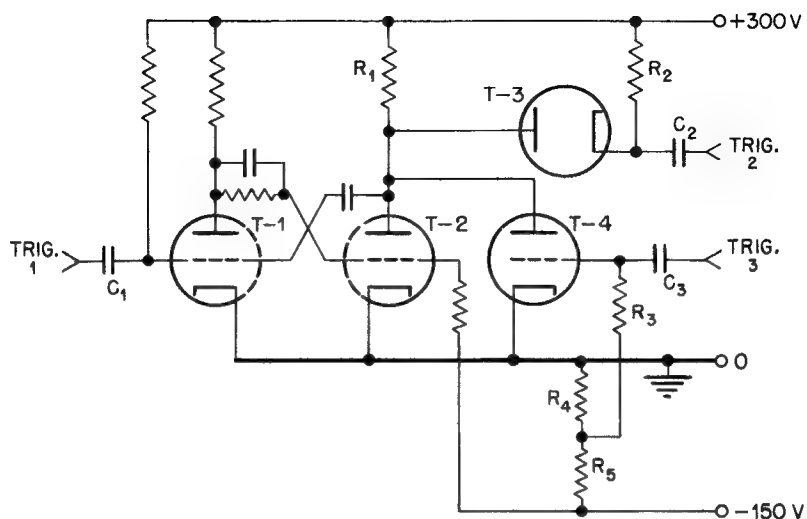 +300 V
R1
R2
T-3
C2
TRIG. 2
T-1
T-2
T-4
TRIG. 1
C1
TRIG. 3
C3
R3
0
R4
R5
-150 V